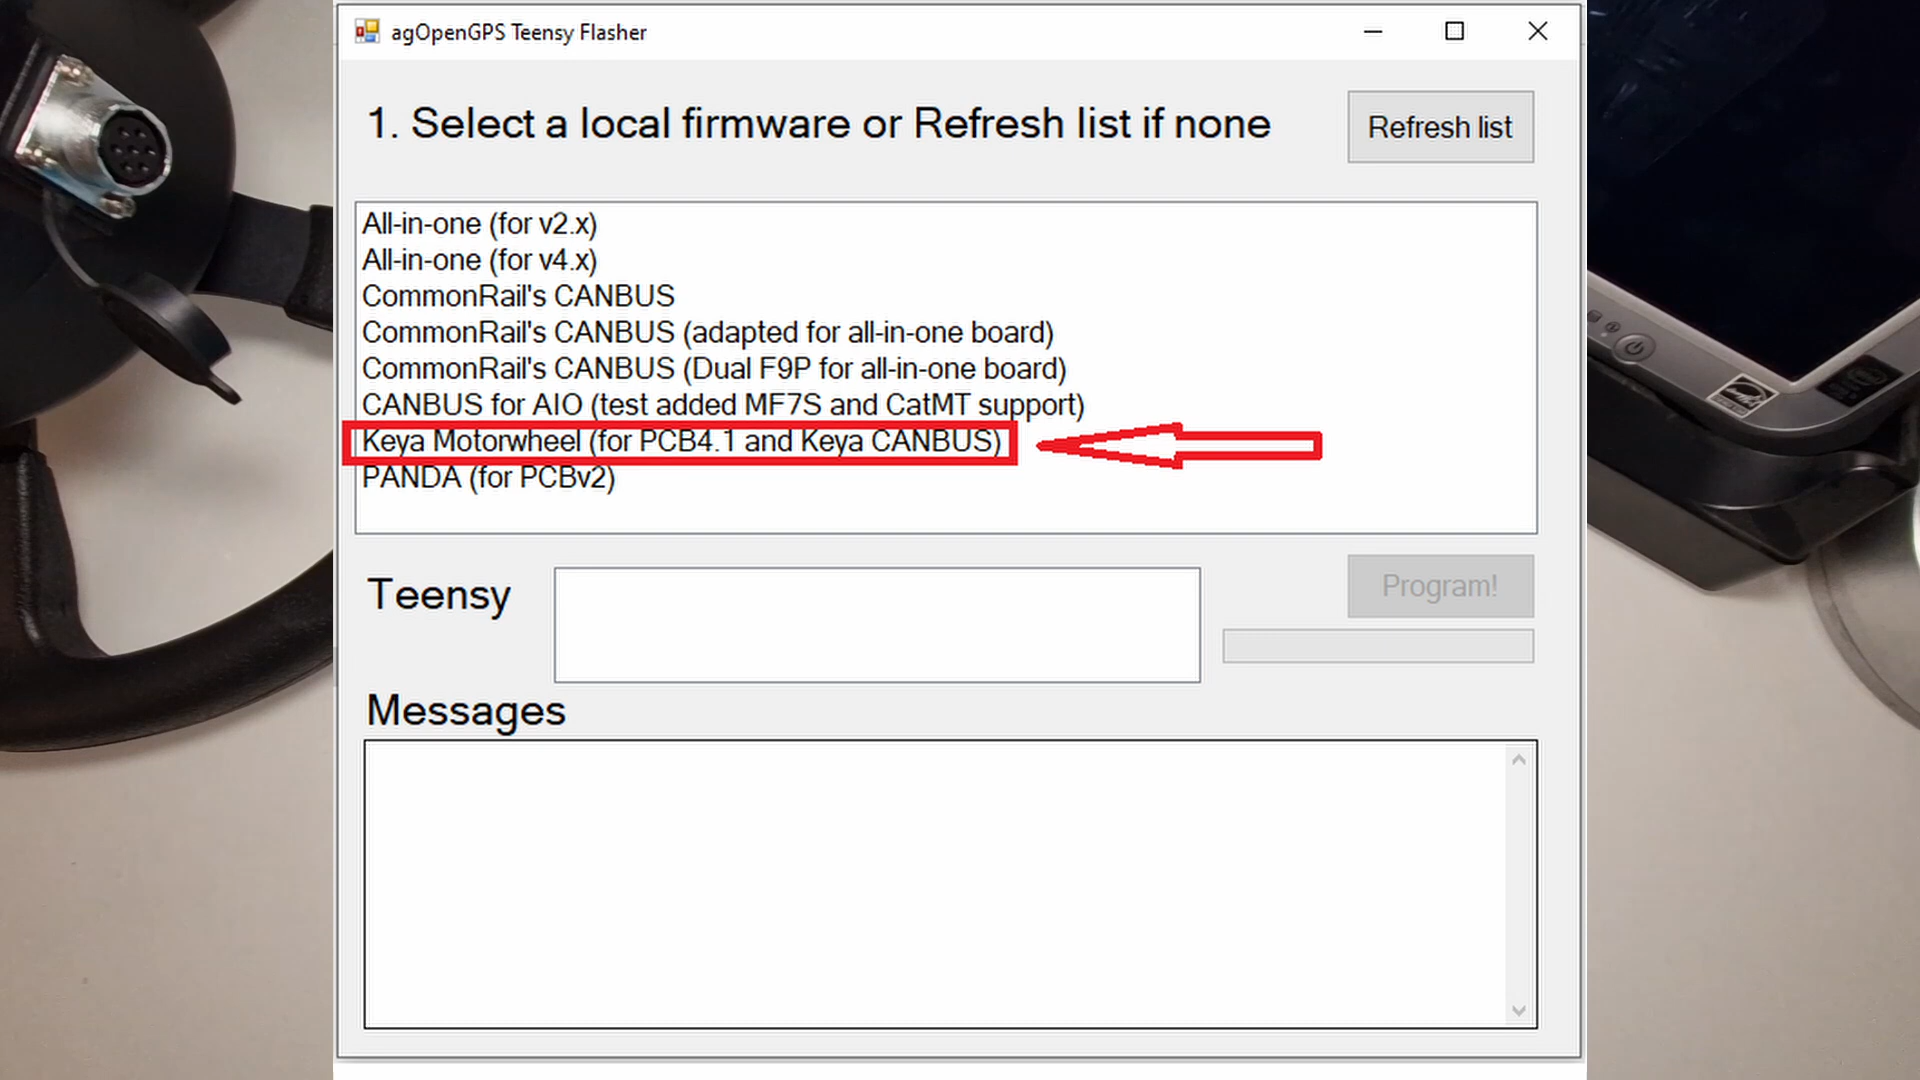 agOpenGPS Teensy Flasher
1. Select a local firmware or Refresh list if none
Refresh list
All-in-one (for v2.x)
All-in-one (for v4.x)
CommonRail's CANBUS
CommonRail's CANBUS (adapted for all-in-one board)
CommonRail's CANBUS (Dual F9P for all-in-one board)
CANBUS for AIO (test added MF7S and CatMT support)
Keya Motorwheel (for PCB4.1 and Keya CANBUS)
PANDA (for PCBv2)
Teensy
Program!
Messages